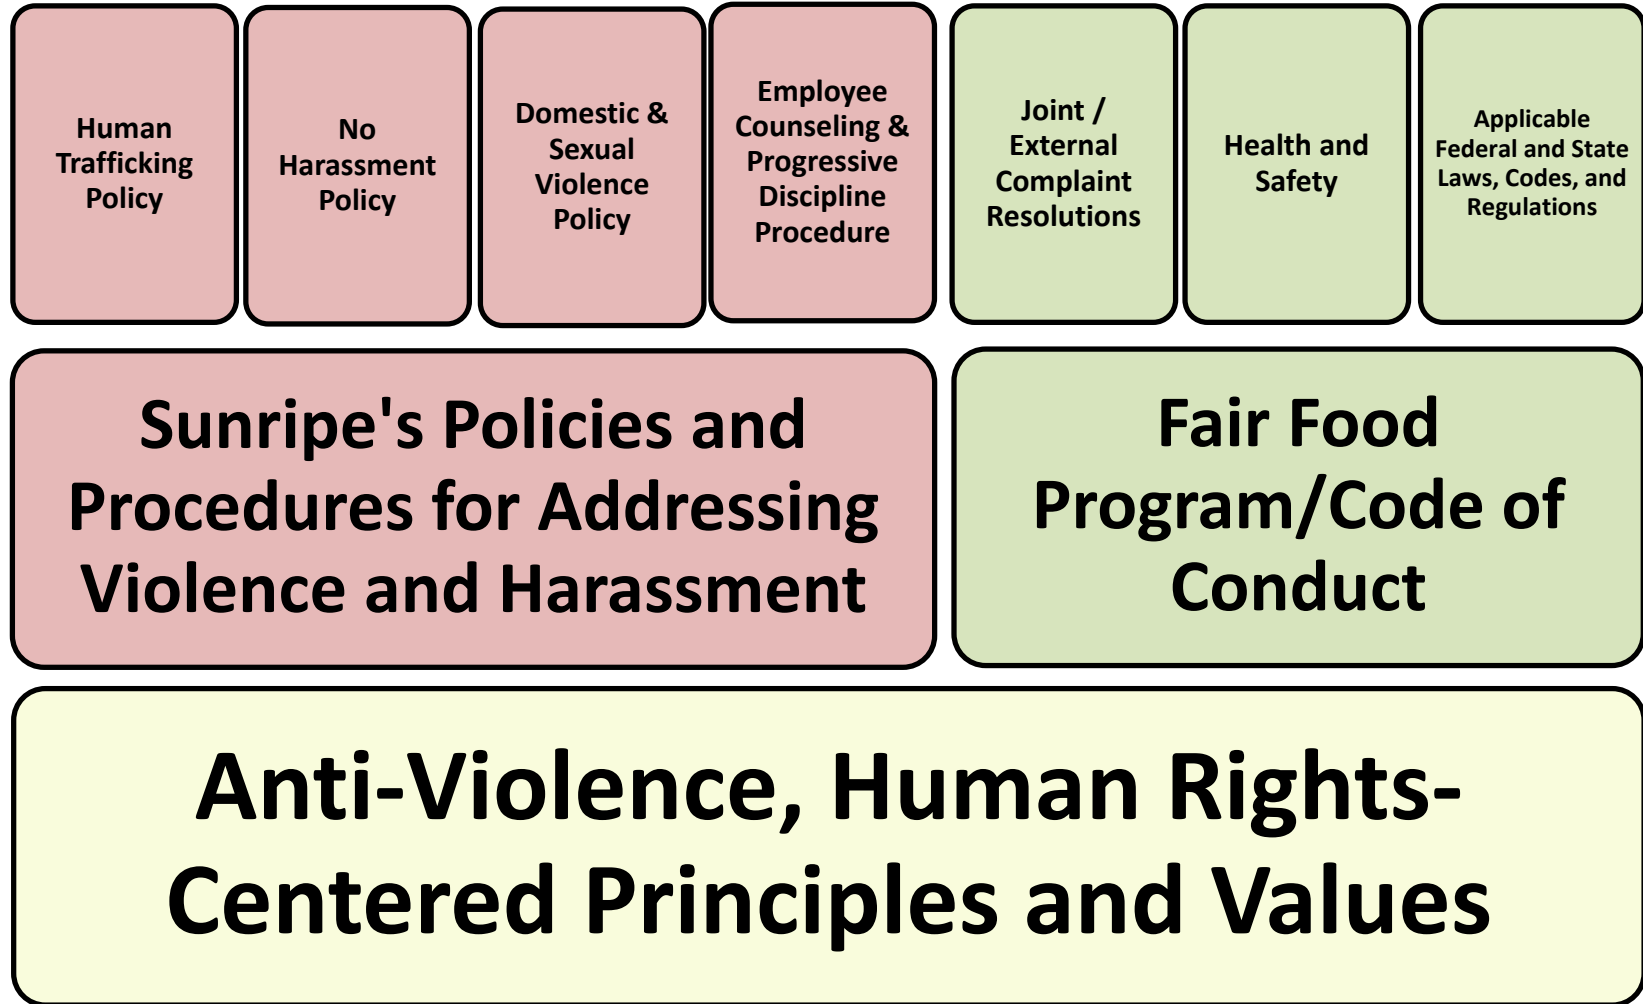 Human
Trafficking
Policy
No
Harassment
Policy
Domestic &
Sexual
Violence
Policy
Employee
Counseling &
Progressive
Discipline
Procedure
Joint /
External
Complaint
Resolutions
Health and
Safety
Applicable
Federal and State
Laws, Codes, and
Regulations
Sunripe's Policies and
Procedures for Addressing
Violence and Harassment
Fair Food
Program/Code of
Conduct
Anti-Violence, Human Rights-
Centered Principles and Values